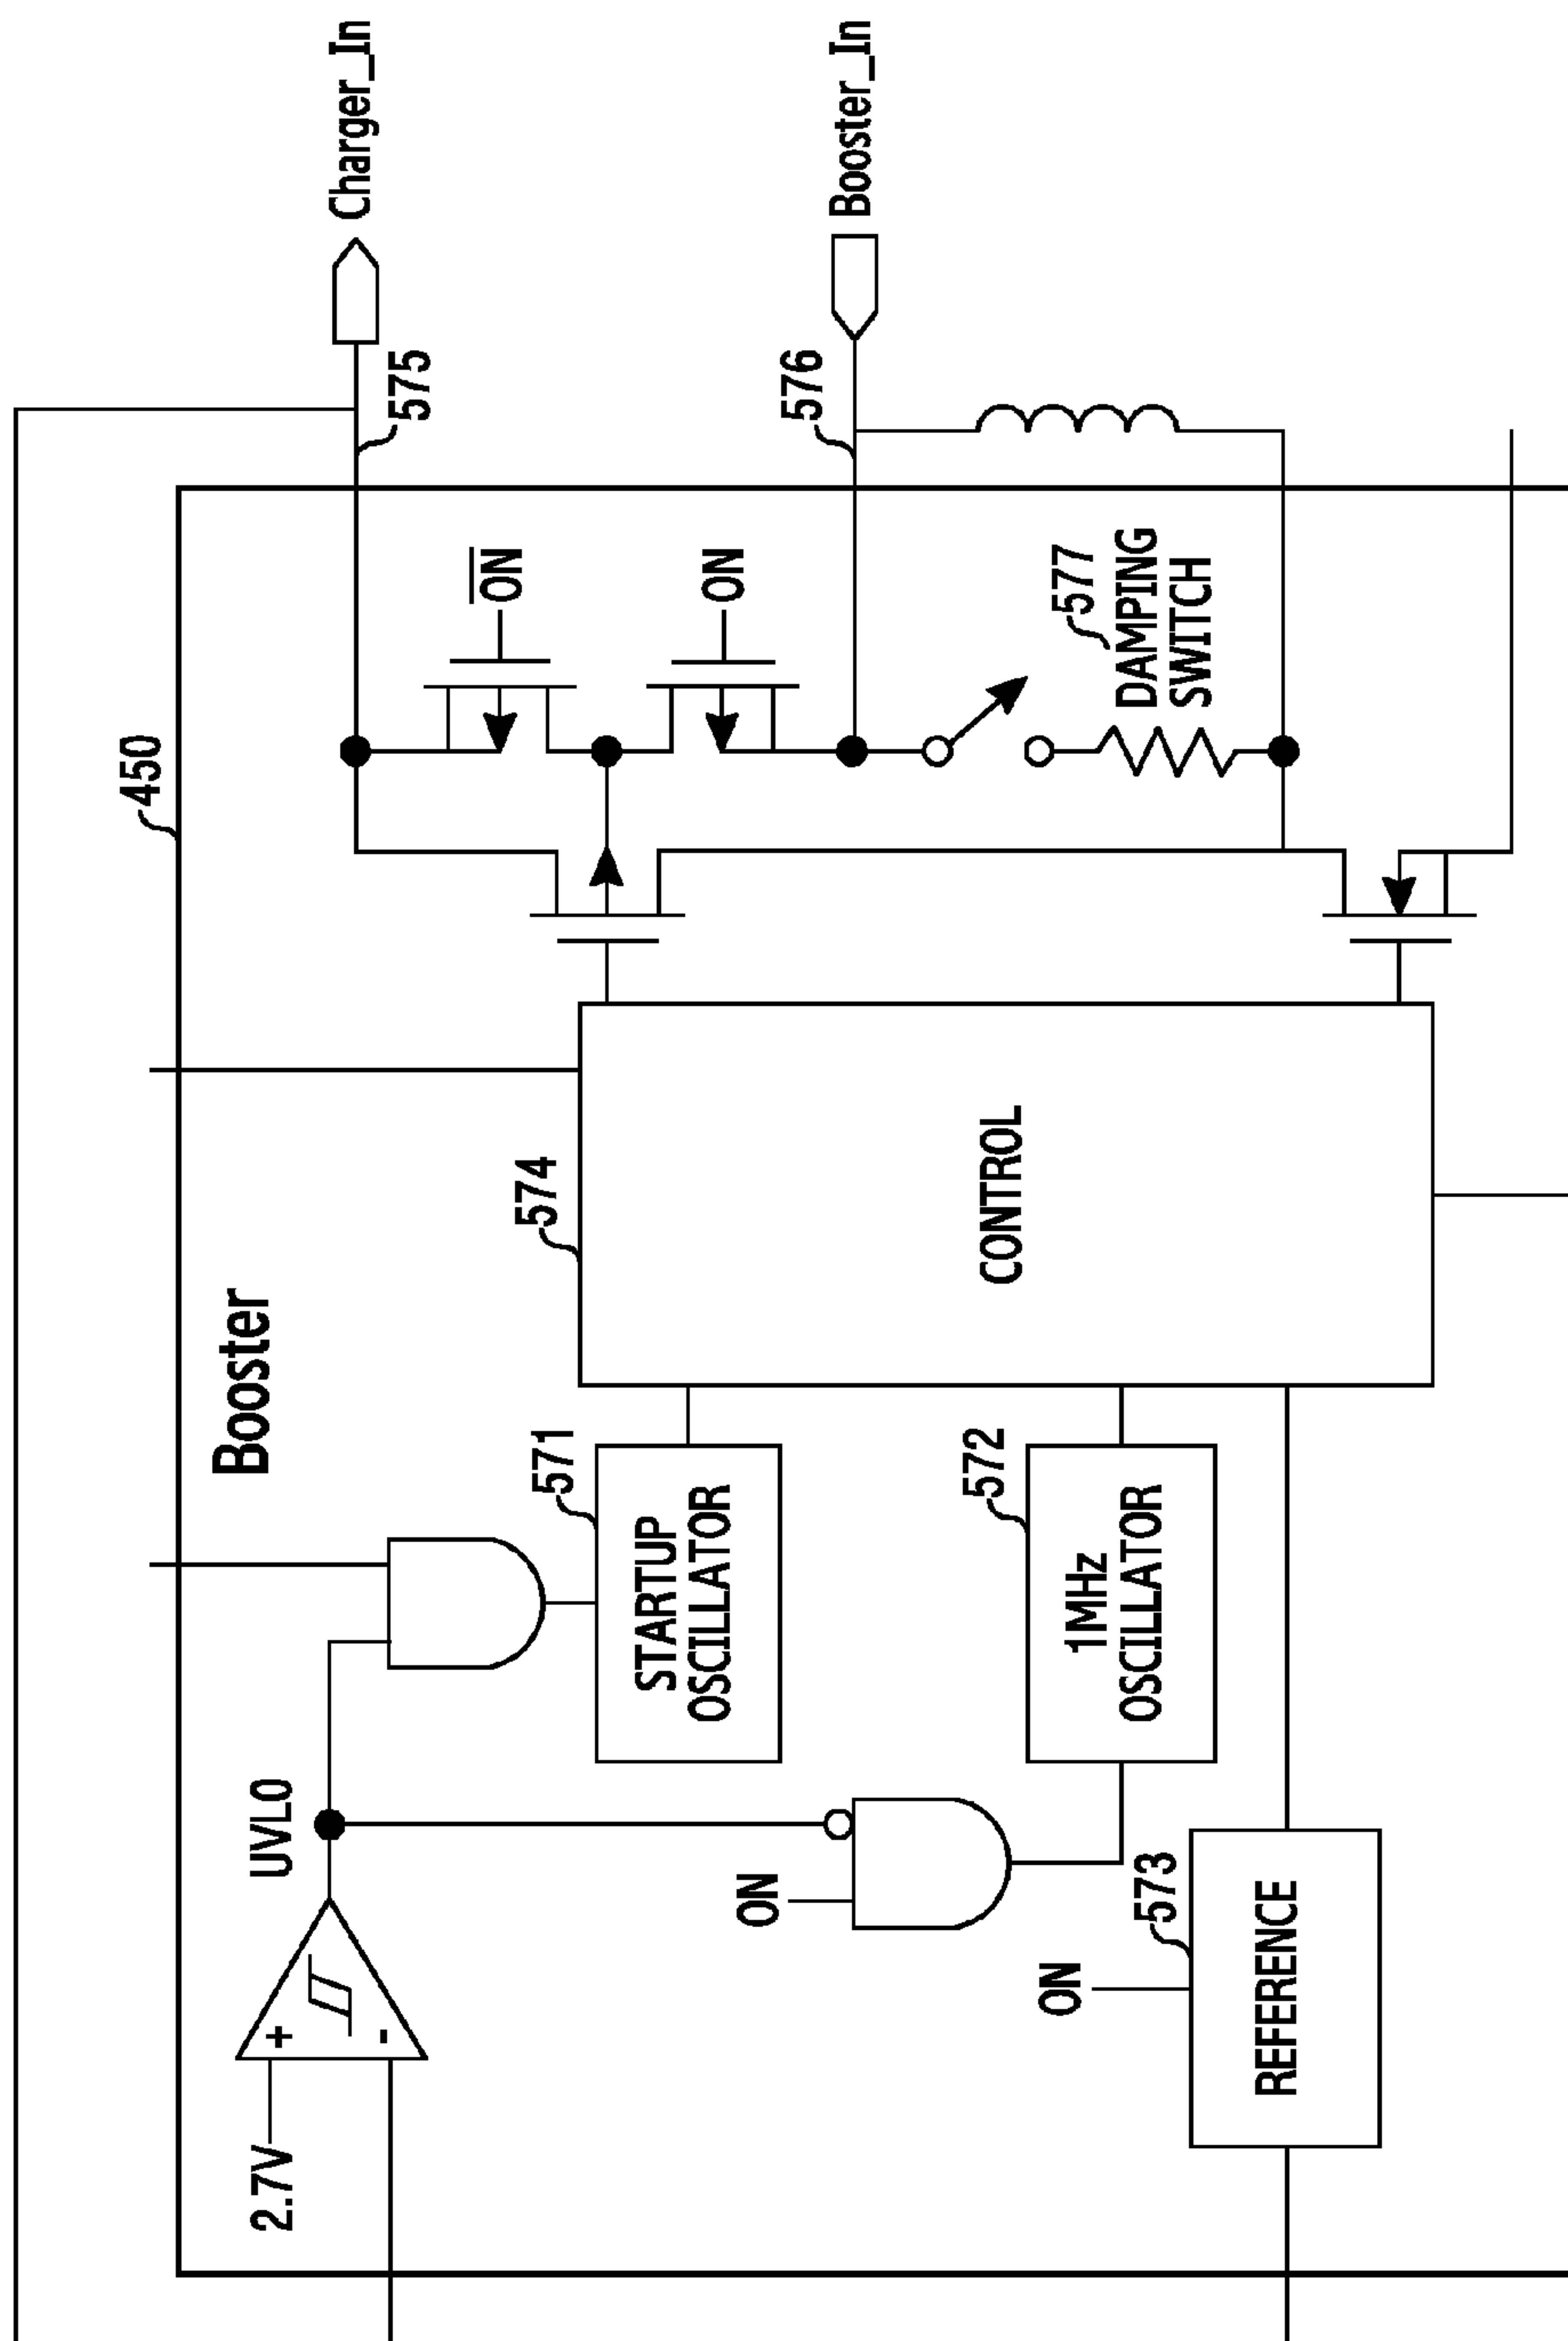 450
Booster
2.7V
+
-
UVLO
571
STARTUP
OSCILLATOR
ON
572
1MHz
OSCILLATOR
ON
573
REFERENCE
574
CONTROL
O̅N̅
ON
577
DAMPING
SWITCH
575
Charger_In
576
Booster_In